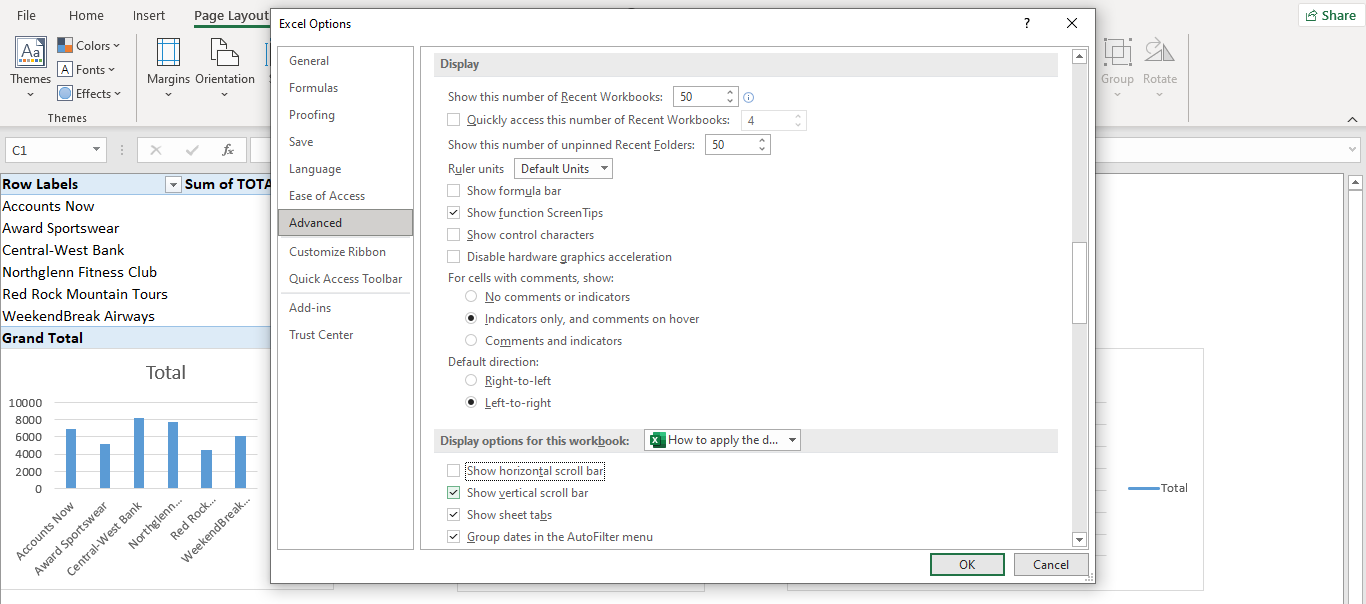 File Home Insert Page Layout
Share
Aa
Themes
Colors
Fonts
Effects
Themes
Margins Orientation
Group Rotate
C1
fx
Row Labels Sum of TOTA
Accounts Now
Award Sportswear
Central-West Bank
Northglenn Fitness Club
Red Rock Mountain Tours
WeekendBreak Airways
Grand Total
Total
10000
8000
6000
4000
2000
0
Accounts Now
Award Sportswear
Central-West Bank
Northglenn...
Red Rock...
WeekendBreak...
Total
Excel Options
?
General
Formulas
Proofing
Save
Language
Ease of Access
Advanced
Customize Ribbon
Quick Access Toolbar
Add-ins
Trust Center
Display
Show this number of Recent Workbooks: 50
Quickly access this number of Recent Workbooks: 4
Show this number of unpinned Recent Folders: 50
Ruler units Default Units
Show formula bar
Show function ScreenTips
Show control characters
Disable hardware graphics acceleration
For cells with comments, show:
No comments or indicators
Indicators only, and comments on hover
Comments and indicators
Default direction:
Right-to-left
Left-to-right
Display options for this workbook: How to apply the d...
Show horizontal scroll bar
Show vertical scroll bar
Show sheet tabs
Group dates in the AutoFilter menu
OK Cancel